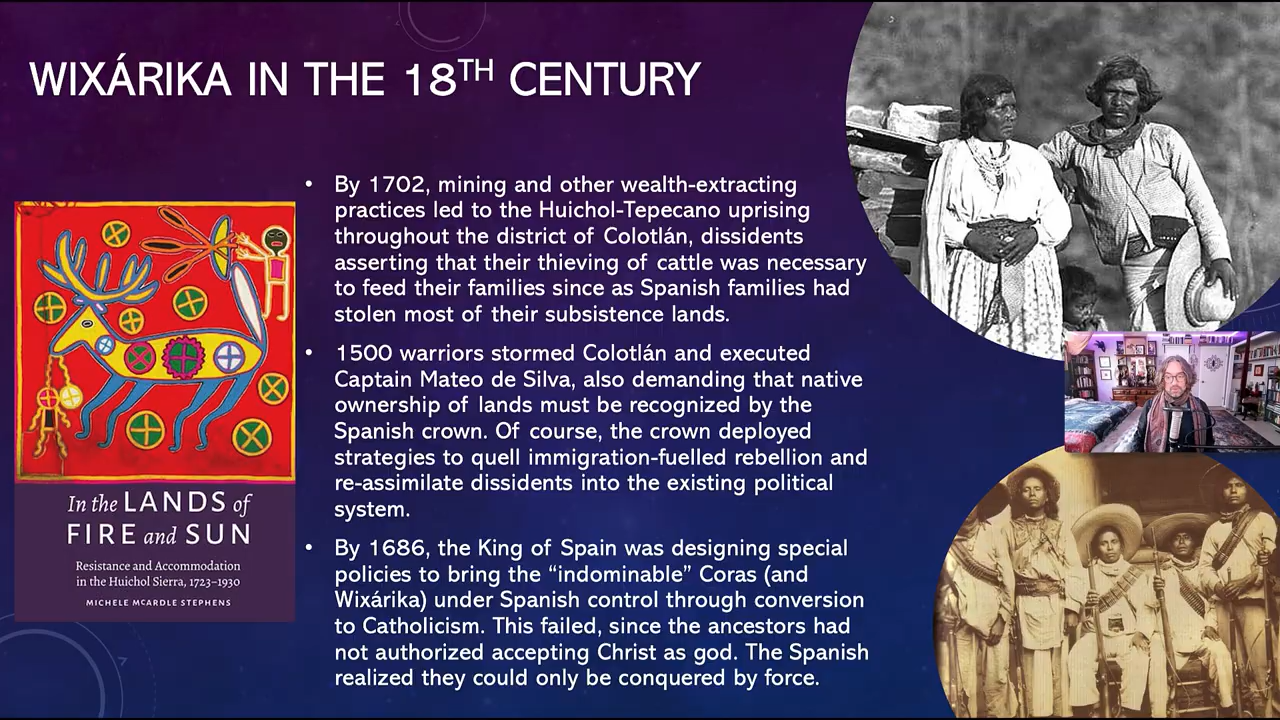 WIXÁRIKA IN THE 18TH CENTURY
• By 1702, mining and other wealth-extracting
practices led to the Huichol-Tepecano uprising
throughout the district of Colotlán, dissidents
asserting that their thieving of cattle was necessary
to feed their families since as Spanish families had
stolen most of their subsistence lands.
• 1500 warriors stormed Colotlán and executed
Captain Mateo de Silva, also demanding that native
ownership of lands must be recognized by the
Spanish crown. Of course, the crown deployed
strategies to quell immigration-fuelled rebellion and
re-assimilate dissidents into the existing political
system.
• By 1686, the King of Spain was designing special
policies to bring the “indominable” Coras (and
Wixárika) under Spanish control through conversion
to Catholicism. This failed, since the ancestors had
not authorized accepting Christ as god. The Spanish
realized they could only be conquered by force.
In the LANDS of
FIRE and SUN
Resistance and Accommodation
in the Huichol Sierra, 1723–1930
MICHELE McARDLE STEPHENS